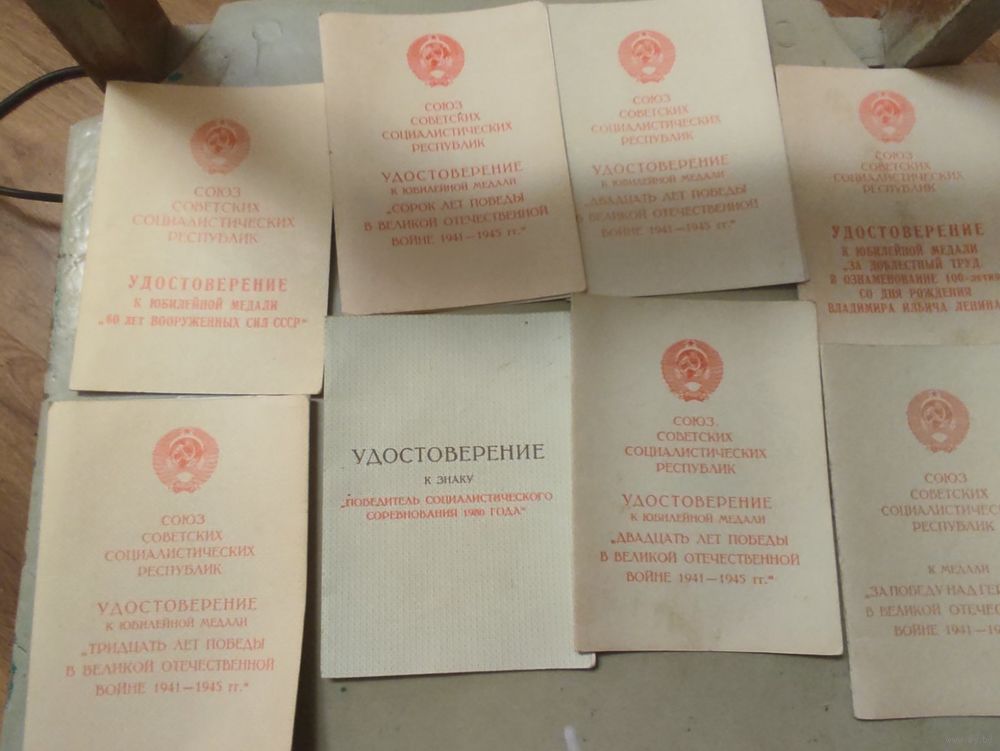 СОЮЗ
СОВЕТСКИХ
СОЦИАЛИСТИЧЕСКИХ
РЕСПУБЛИК
УДОСТОВЕРЕНИЕ
К ЮБИЛЕЙНОЙ МЕДАЛИ
„60 ЛЕТ ВООРУЖЕННЫХ СИЛ СССР“
СОЮЗ
СОВЕТСКИХ
СОЦИАЛИСТИЧЕСКИХ
РЕСПУБЛИК
УДОСТОВЕРЕНИЕ
К ЮБИЛЕЙНОЙ МЕДАЛИ
„СОРОК ЛЕТ ПОБЕДЫ
В ВЕЛИКОЙ ОТЕЧЕСТВЕННОЙ
ВОЙНЕ 1941—1945 гг.“
СОЮЗ
СОВЕТСКИХ
СОЦИАЛИСТИЧЕСКИХ
РЕСПУБЛИК
УДОСТОВЕРЕНИЕ
К ЮБИЛЕЙНОЙ МЕДАЛИ
„ДВАДЦАТЬ ЛЕТ ПОБЕДЫ
В ВЕЛИКОЙ ОТЕЧЕСТВЕННОЙ
ВОЙНЕ 1941—1945 гг.“
СОЮЗ
СОВЕТСКИХ
СОЦИАЛИСТИЧЕСКИХ
РЕСПУБЛИК
УДОСТОВЕРЕНИЕ
К ЮБИЛЕЙНОЙ МЕДАЛИ
„ЗА ДОБЛЕСТНЫЙ ТРУД
В ОЗНАМЕНОВАНИЕ 100-летия
СО ДНЯ РОЖДЕНИЯ
ВЛАДИМИРА ИЛЬИЧА ЛЕНИНА
СОЮЗ
СОВЕТСКИХ
СОЦИАЛИСТИЧЕСКИХ
РЕСПУБЛИК
УДОСТОВЕРЕНИЕ
К ЮБИЛЕЙНОЙ МЕДАЛИ
„ТРИДЦАТЬ ЛЕТ ПОБЕДЫ
В ВЕЛИКОЙ ОТЕЧЕСТВЕННОЙ
ВОЙНЕ 1941—1945 гг.“
УДОСТОВЕРЕНИЕ
К ЗНАКУ
„ПОБЕДИТЕЛЬ СОЦИАЛИСТИЧЕСКОГО
СОРЕВНОВАНИЯ 1980 ГОДА“
СОЮЗ
СОВЕТСКИХ
СОЦИАЛИСТИЧЕСКИХ
РЕСПУБЛИК
УДОСТОВЕРЕНИЕ
К ЮБИЛЕЙНОЙ МЕДАЛИ
„ДВАДЦАТЬ ЛЕТ ПОБЕДЫ
В ВЕЛИКОЙ ОТЕЧЕСТВЕННОЙ
ВОЙНЕ 1941—1945 гг.“
СОЮЗ
СОВЕТСКИХ
СОЦИАЛИСТИЧЕСК
РЕСПУБЛИК
К МЕДАЛИ
„ЗА ПОБЕДУ НАД ГЕР
В ВЕЛИКОЙ ОТЕЧЕС
ВОЙНЕ 1941—19